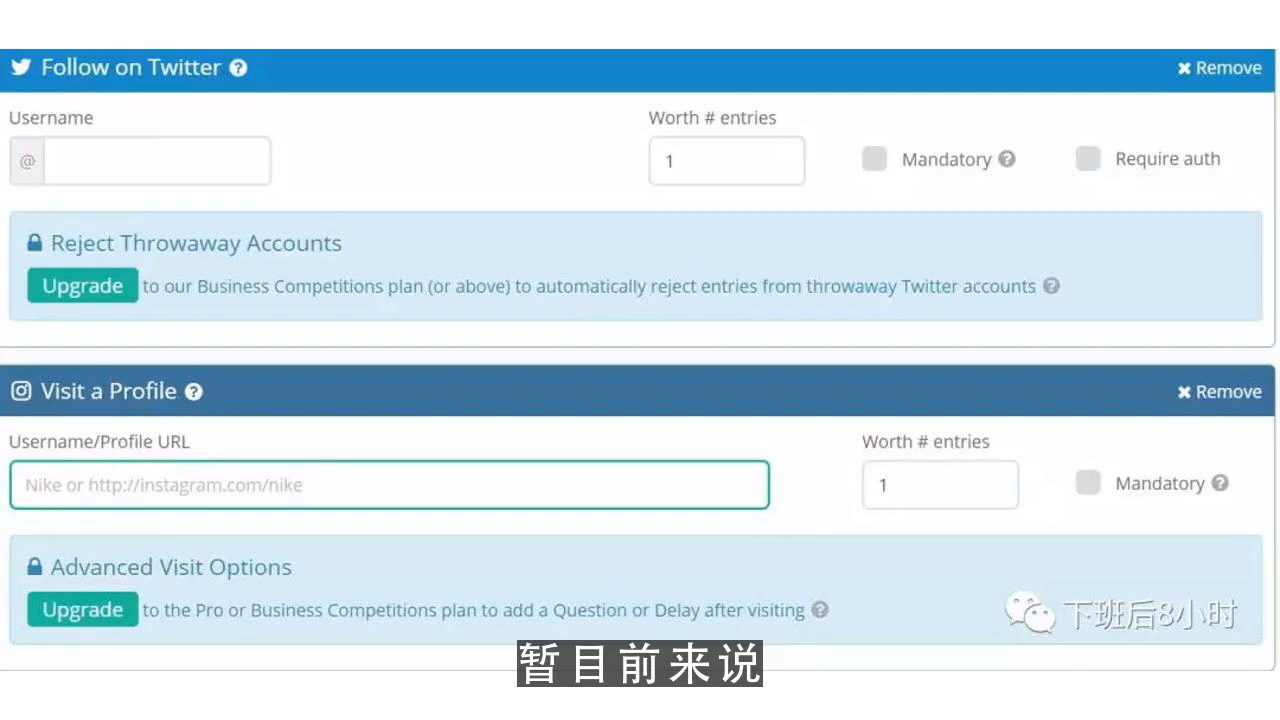 Follow on Twitter ?
× Remove
Username
Worth # entries
@
1
Mandatory ?
Require auth
Reject Throwaway Accounts
Upgrade to our Business Competitions plan (or above) to automatically reject entries from throwaway Twitter accounts ?
Visit a Profile ?
× Remove
Username/Profile URL
Worth # entries
Nike or http://instagram.com/nike
1
Mandatory ?
Advanced Visit Options
Upgrade to the Pro or Business Competitions plan to add a Question or Delay after visiting ?
下班后8小时
暂目前来说